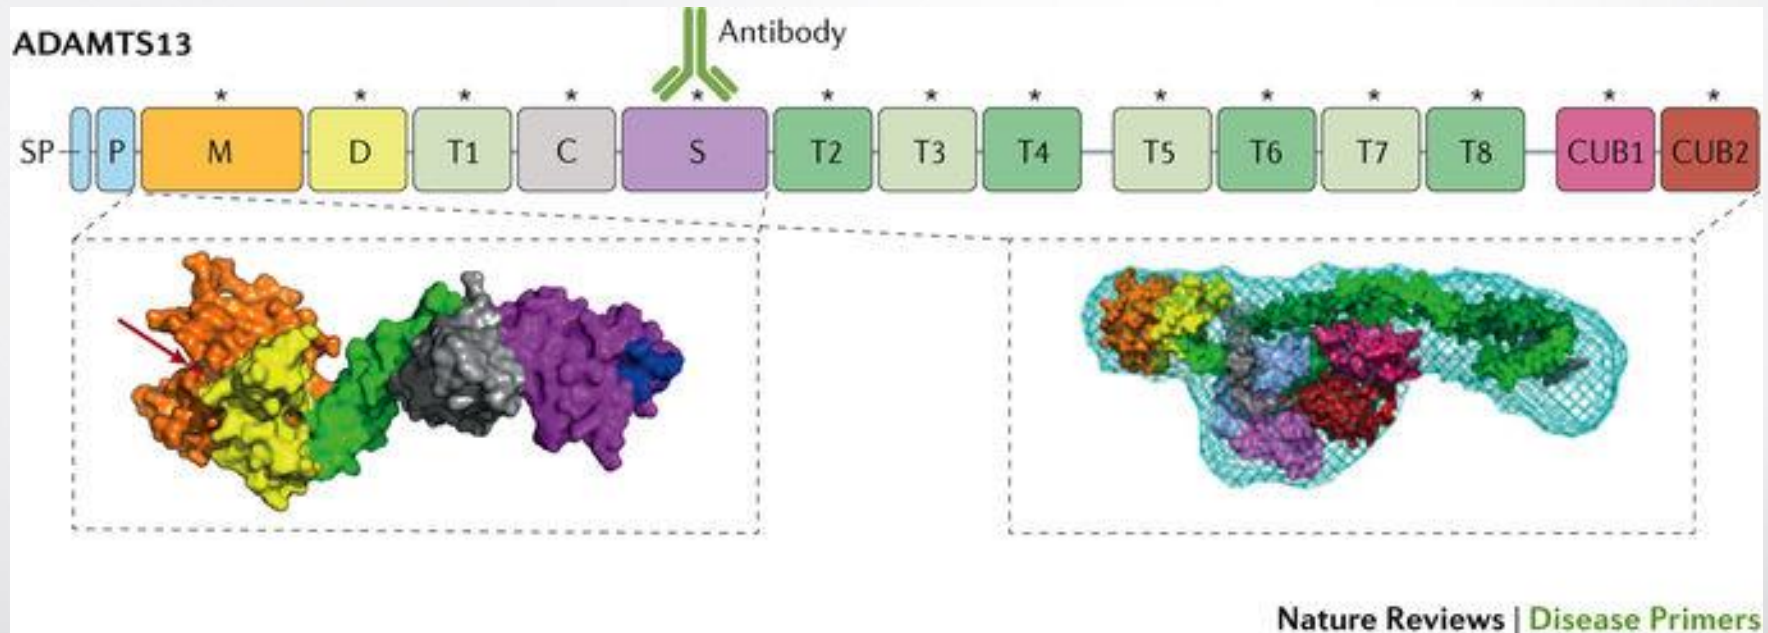 ADAMTS13
Antibody
* * * * * * * * * * * * * *
SP P M D T1 C S T2 T3 T4 T5 T6 T7 T8 CUB1 CUB2
Nature Reviews | Disease Primers